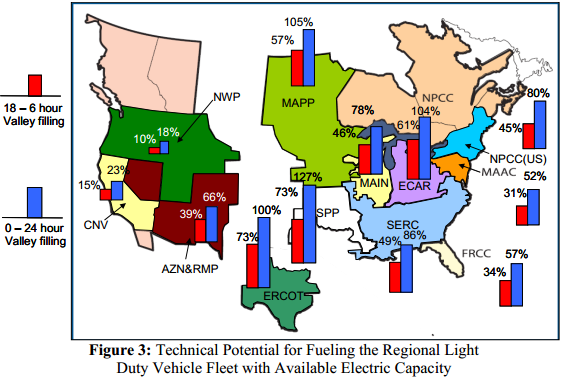 105%
57%
MAPP
NWP
18 – 6 hour
Valley filling
10%
18%
78%
46%
NPCC
104%
61%
80%
45%
NPCC(US)
MAAC
MAIN
ECAR
52%
31%
23%
15%
CNV
66%
39%
AZN&RMP
127%
73%
SPP
SERC
49%
86%
0 – 24 hour
Valley filling
100%
73%
ERCOT
FRCC
57%
34%
Figure 3: Technical Potential for Fueling the Regional Light
Duty Vehicle Fleet with Available Electric Capacity